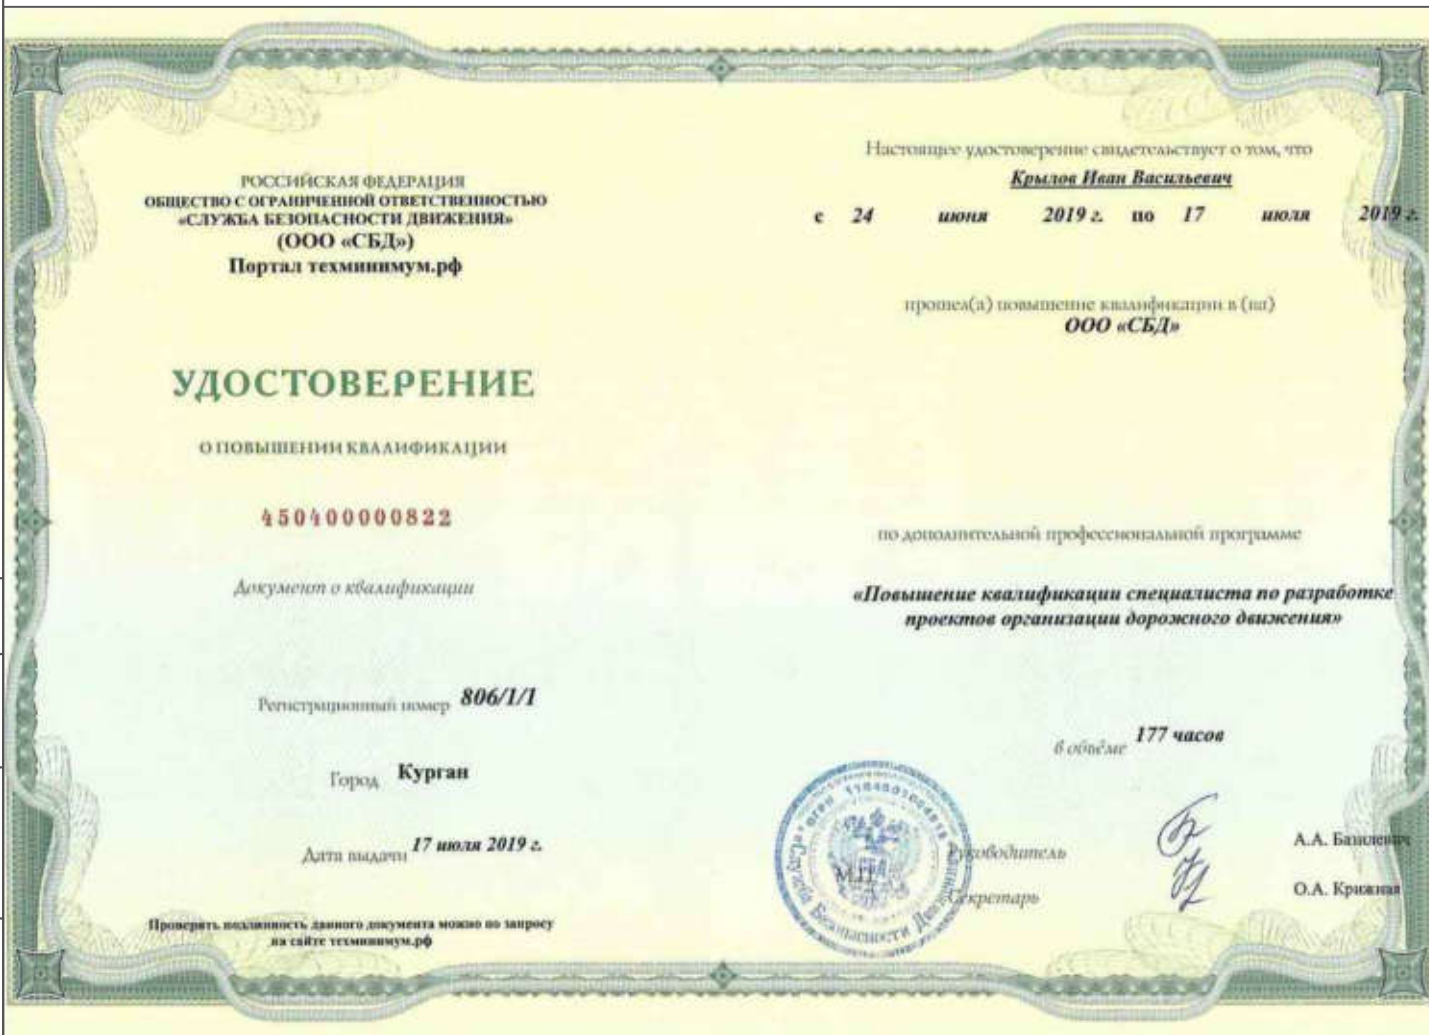 РОССИЙСКАЯ ФЕДЕРАЦИЯ
ОБЩЕСТВО С ОГРАНИЧЕННОЙ ОТВЕТСТВЕННОСТЬЮ
«СЛУЖБА БЕЗОПАСНОСТИ ДВИЖЕНИЯ»
(ООО «СБД»)
Портал техминимум.рф
УДОСТОВЕРЕНИЕ
О ПОВЫШЕНИИ КВАЛИФИКАЦИИ
450400000822
Документ о квалификации
Регистрационный номер 806/1/1
Город Курган
Дата выдачи 17 июля 2019 г.
Проверить подлинность данного документа можно по запросу
на сайте техминимум.рф
Настоящее удостоверение свидетельствует о том, что
Крылов Иван Васильевич
с 24 июня 2019 г. по 17 июля 2019 г.
прошел(а) повышение квалификации в (на)
ООО «СБД»
по дополнительной профессиональной программе
«Повышение квалификации специалиста по разработке
проектов организации дорожного движения»
в объёме 177 часов
Руководитель А.А. Базилевич
Секретарь О.А. Крижная
М.П.
Служба Безопасности Движения
ОГРН